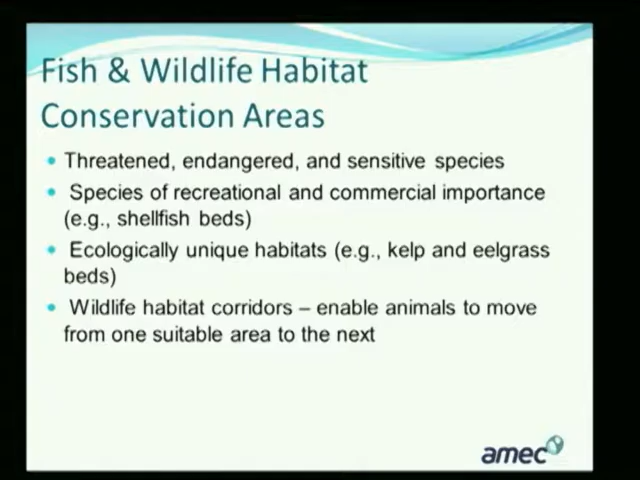 Fish & Wildlife Habitat
Conservation Areas
• Threatened, endangered, and sensitive species
• Species of recreational and commercial importance
(e.g., shellfish beds)
• Ecologically unique habitats (e.g., kelp and eelgrass
beds)
• Wildlife habitat corridors – enable animals to move
from one suitable area to the next
amec